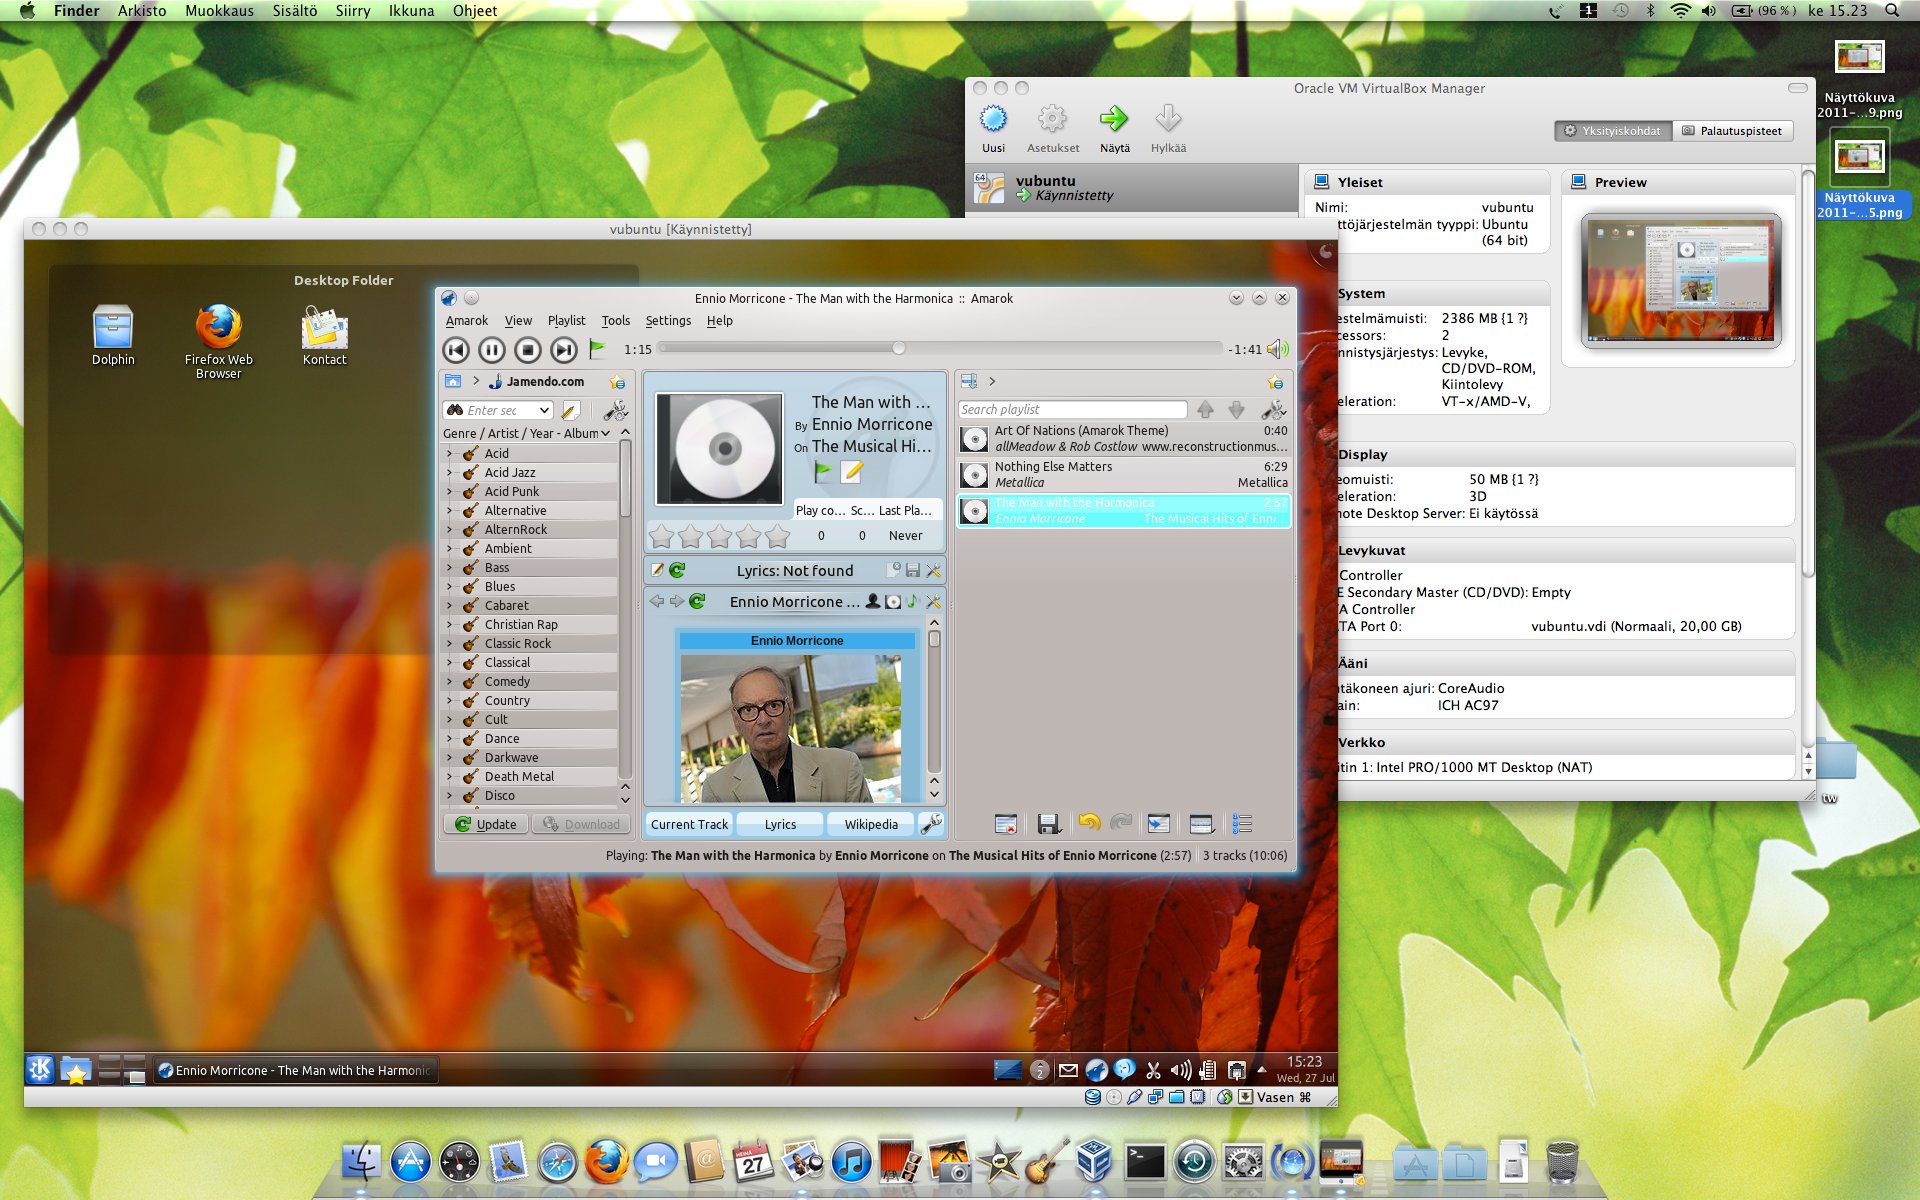 Finder Arkisto Muokkaus Sisältö Siirry Ikkuna Ohjeet
1 (96 %) ke 15.23
Näyttökuva
2011-...9.png
Näyttökuva
2011-...5.png
tw
Oracle VM VirtualBox Manager
Uusi Asetukset Näytä Hylkää
Yksityiskohdat Palautuspisteet
64 vubuntu
Käynnistetty
Yleiset
Nimi: vubuntu
ttöjärjestelmän tyyppi: Ubuntu
(64 bit)
Preview
System
estelmämuisti: 2386 MB {1 ?}
cessors: 2
nnistysjärjestys: Levyke,
CD/DVD-ROM,
Kiintolevy
eleration: VT-x/AMD-V,
Display
eomuisti: 50 MB {1 ?}
eleration: 3D
note Desktop Server: Ei käytössä
Levykuvat
Controller
E Secondary Master (CD/DVD): Empty
TA Controller
TA Port 0: vubuntu.vdi (Normaali, 20,00 GB)
Ääni
ntäkoneen ajuri: CoreAudio
ain: ICH AC97
Verkko
itin 1: Intel PRO/1000 MT Desktop (NAT)
vubuntu [Käynnistetty]
Desktop Folder
Dolphin
Firefox Web
Browser
Kontact
Ennio Morricone - The Man with the Harmonica :: Amarok
Amarok View Playlist Tools Settings Help
1:15 -1:41
Jamendo.com
Enter sec
Genre / Artist / Year - Album
Acid
Acid Jazz
Acid Punk
Alternative
AlternRock
Ambient
Bass
Blues
Cabaret
Christian Rap
Classic Rock
Classical
Comedy
Country
Cult
Dance
Darkwave
Death Metal
Disco
Update Download
The Man with ...
By Ennio Morricone
On The Musical Hi...
Play co... Sc... Last Pla...
0 0 Never
Lyrics: Not found
Ennio Morricone ...
Ennio Morricone
Current Track Lyrics Wikipedia
Search playlist
Art Of Nations (Amarok Theme) 0:40
allMeadow & Rob Costlow www.reconstructionmus...
Nothing Else Matters 6:29
Metallica Metallica
The Man with the Harmonica 2:57
Ennio Morricone The Musical Hits of Enni...
Playing: The Man with the Harmonica by Ennio Morricone on The Musical Hits of Ennio Morricone (2:57) 3 tracks (10:06)
Ennio Morricone - The Man with the Harmonic
2
15:23
Wed, 27 Jul
Vasen ⌘
27